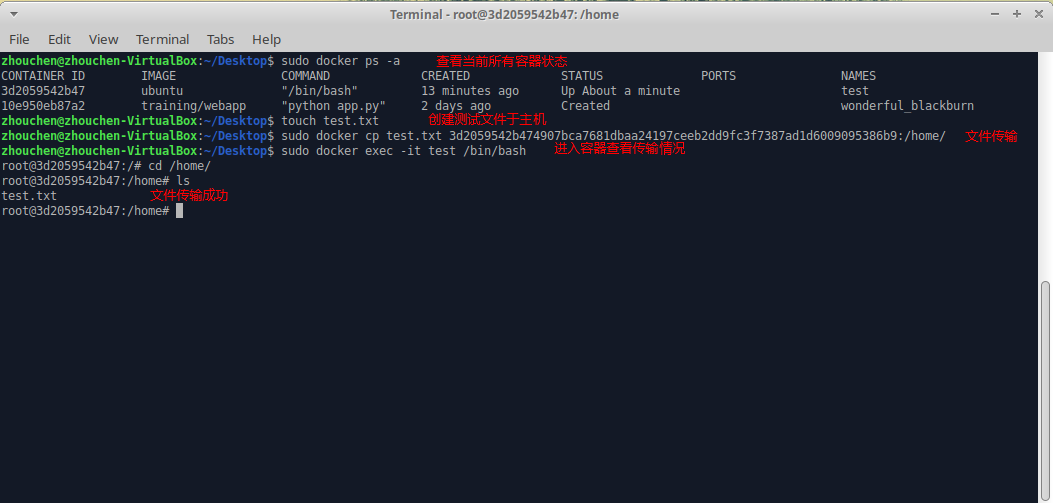 Terminal - root@3d2059542b47: /home
File Edit View Terminal Tabs Help
zhouchen@zhouchen-VirtualBox:~/Desktop$ sudo docker ps -a 查看当前所有容器状态
CONTAINER ID IMAGE COMMAND CREATED STATUS PORTS NAMES
3d2059542b47 ubuntu "/bin/bash" 13 minutes ago Up About a minute test
10e950eb87a2 training/webapp "python app.py" 2 days ago Created wonderful_blackburn
zhouchen@zhouchen-VirtualBox:~/Desktop$ touch test.txt 创建测试文件于主机
zhouchen@zhouchen-VirtualBox:~/Desktop$ sudo docker cp test.txt 3d2059542b474907bca7681dbaa24197ceeb2dd9fc3f7387ad1d6009095386b9:/home/ 文件传输
zhouchen@zhouchen-VirtualBox:~/Desktop$ sudo docker exec -it test /bin/bash 进入容器查看传输情况
root@3d2059542b47:/# cd /home/
root@3d2059542b47:/home# ls
test.txt 文件传输成功
root@3d2059542b47:/home#